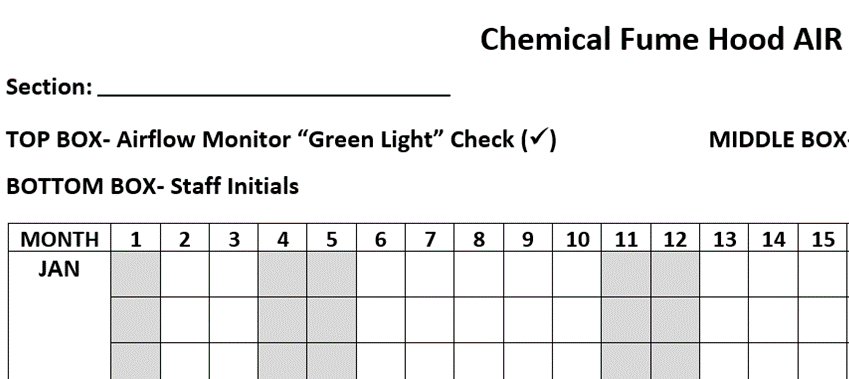 Chemical Fume Hood AIR
Section: ____________________________
TOP BOX- Airflow Monitor “Green Light” Check (✓) MIDDLE BOX-
BOTTOM BOX- Staff Initials
MONTH 1 2 3 4 5 6 7 8 9 10 11 12 13 14 15
JAN